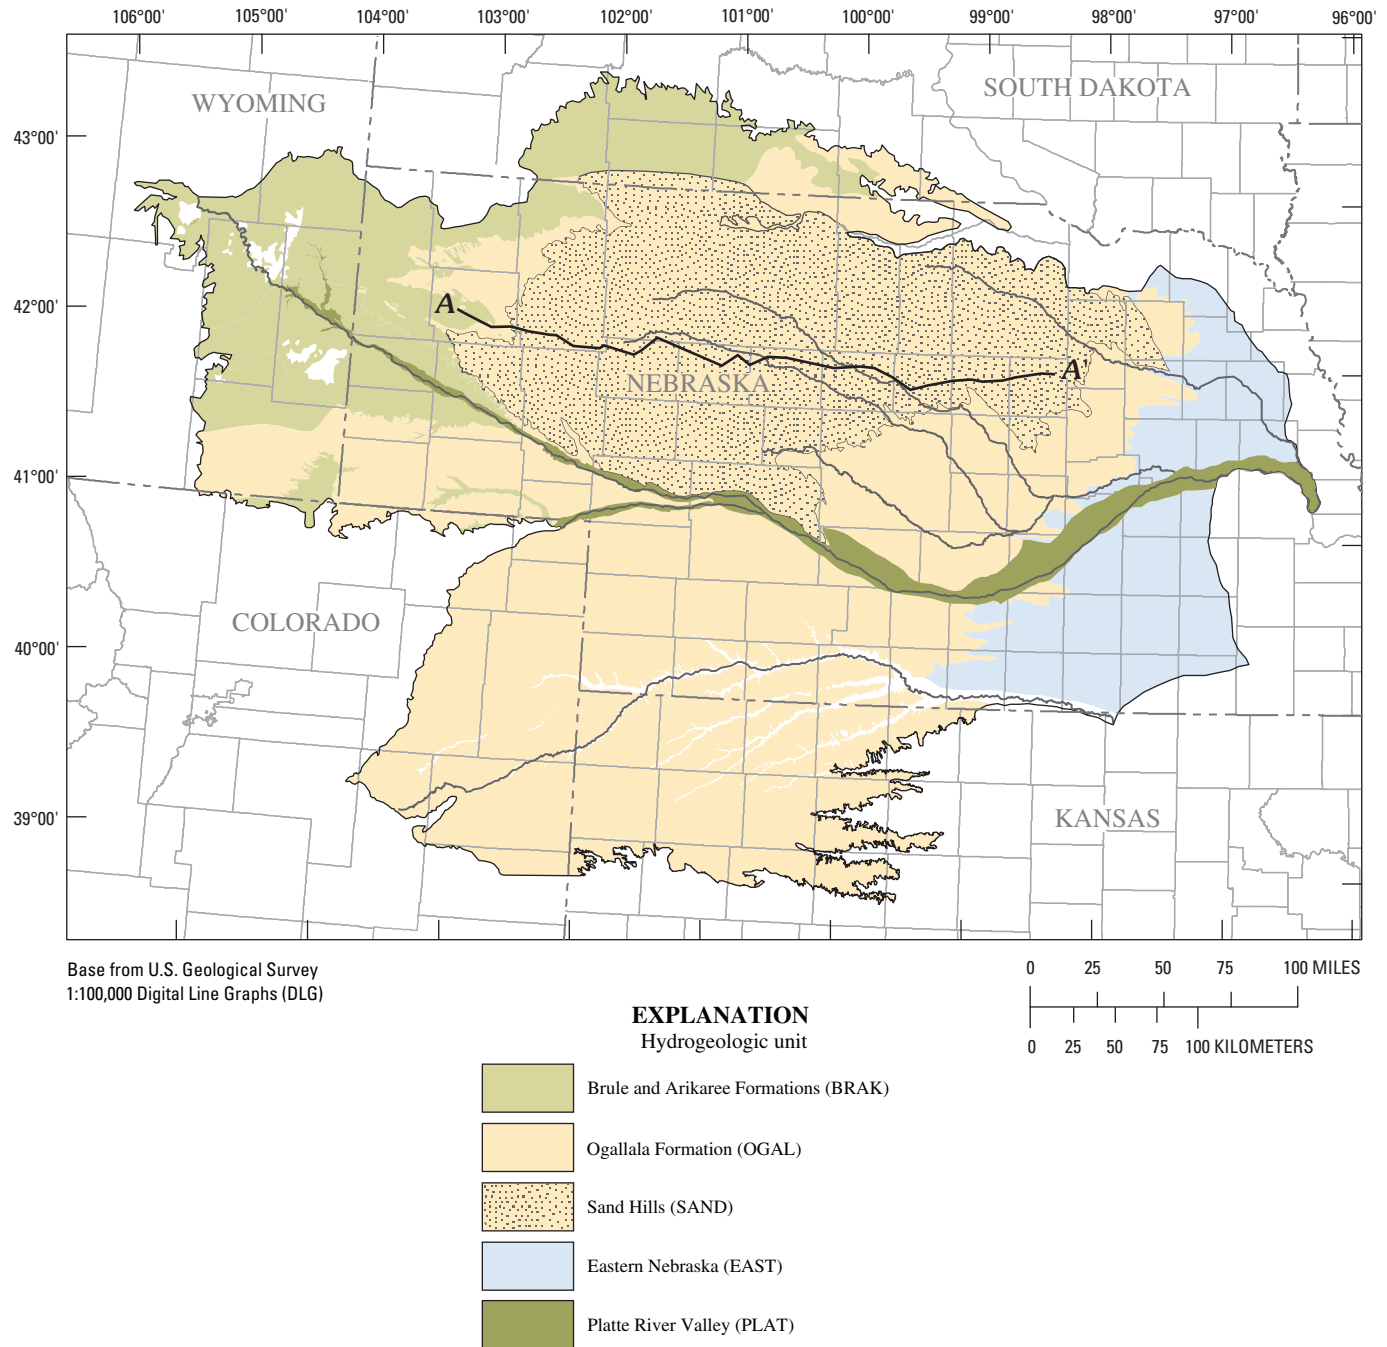 106°00' 105°00' 104°00' 103°00' 102°00' 101°00' 100°00' 99°00' 98°00' 97°00' 96°00'
WYOMING
SOUTH DAKOTA
43°00'
42°00'
A
A'
NEBRASKA
41°00'
COLORADO
40°00'
KANSAS
39°00'
Base from U.S. Geological Survey
1:100,000 Digital Line Graphs (DLG)
0 25 50 75 100 MILES
0 25 50 75 100 KILOMETERS
EXPLANATION
Hydrogeologic unit
Brule and Arikaree Formations (BRAK)
Ogallala Formation (OGAL)
Sand Hills (SAND)
Eastern Nebraska (EAST)
Platte River Valley (PLAT)